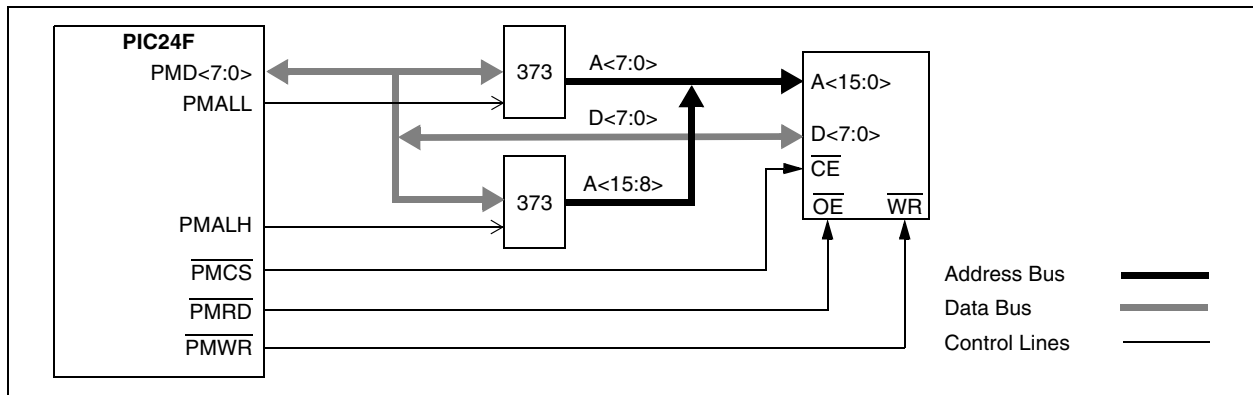 PIC24F
PMD<7:0>
PMALL
PMALH
PMCS
PMRD
PMWR
373
373
A<7:0>
D<7:0>
A<15:8>
A<15:0>
D<7:0>
CE
OE WR
Address Bus
Data Bus
Control Lines